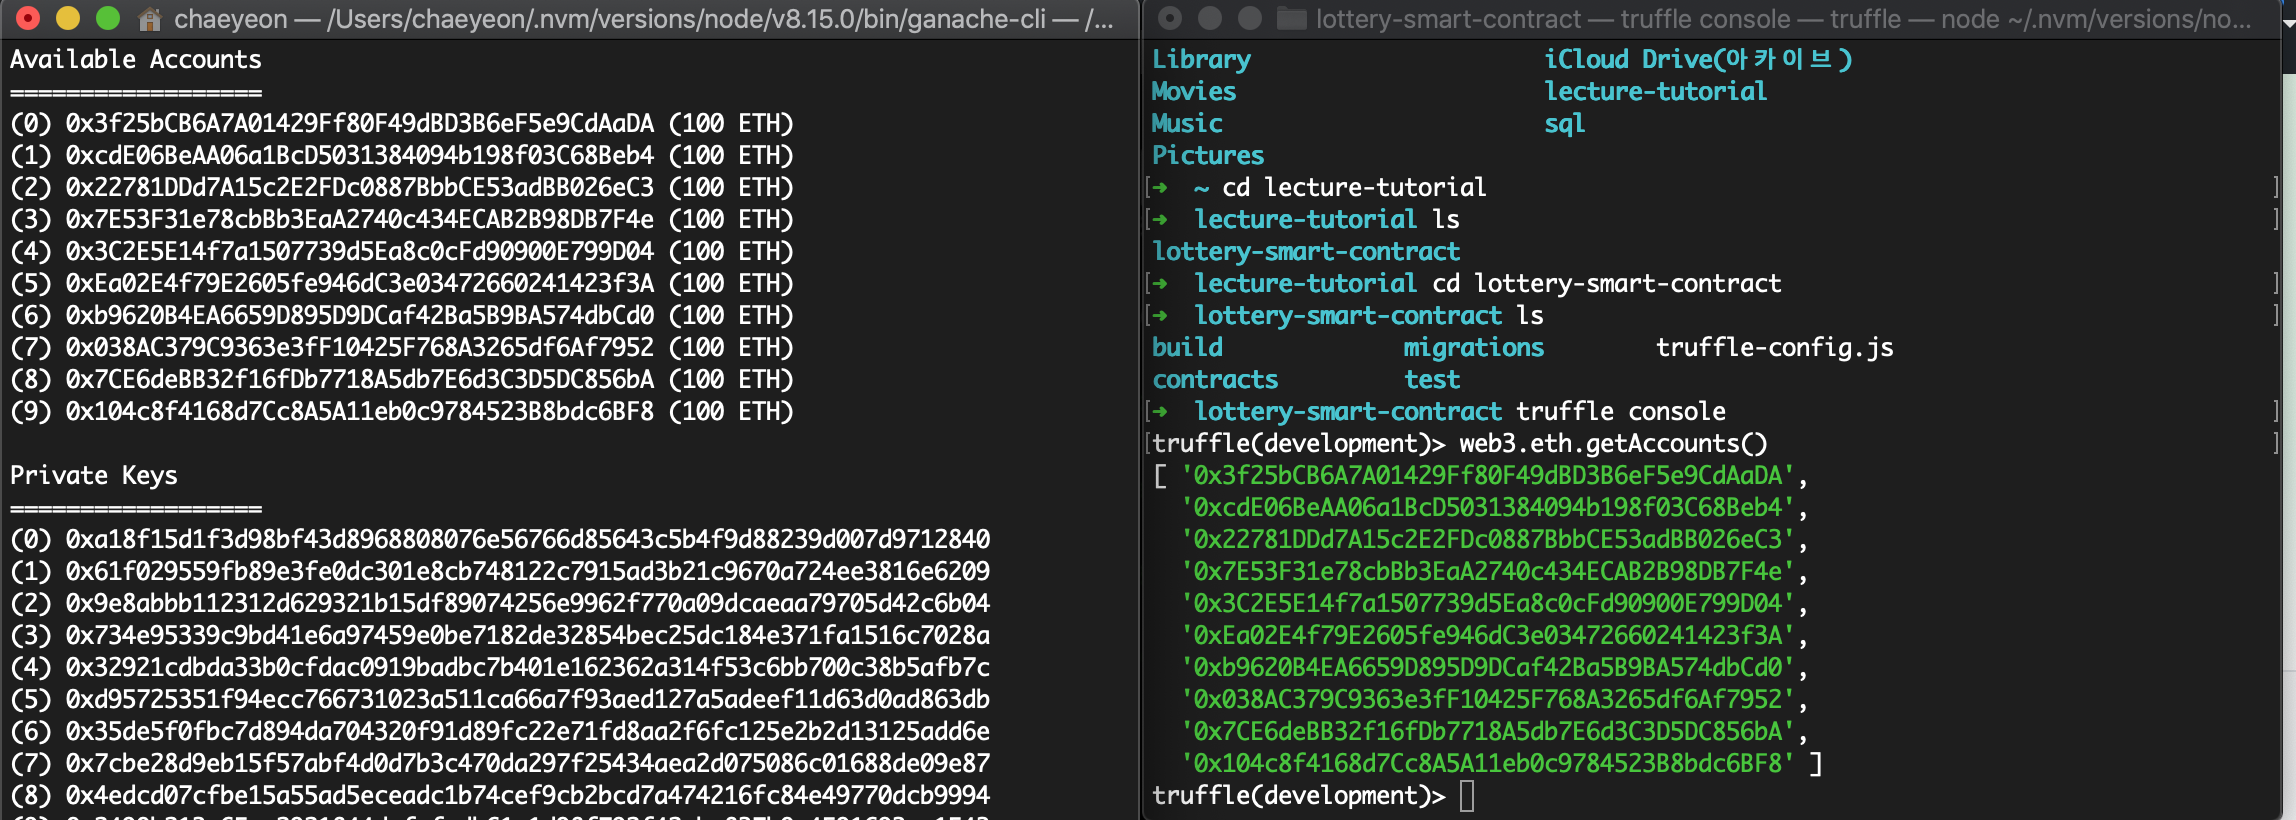 chaeyeon — /Users/chaeyeon/.nvm/versions/node/v8.15.0/bin/ganache-cli — /...
Available Accounts
==================
(0) 0x3f25bCB6A7A01429Ff80F49dBD3B6eF5e9CdAaDA (100 ETH)
(1) 0xcdE06BeAA06a1BcD5031384094b198f03C68Beb4 (100 ETH)
(2) 0x22781DDd7A15c2E2FDc0887BbbCE53adBB026eC3 (100 ETH)
(3) 0x7E53F31e78cbBb3EaA2740c434ECAB2B98DB7F4e (100 ETH)
(4) 0x3C2E5E14f7a1507739d5Ea8c0cFd90900E799D04 (100 ETH)
(5) 0xEa02E4f79E2605fe946dC3e03472660241423f3A (100 ETH)
(6) 0xb9620B4EA6659D895D9DCaf42Ba5B9BA574dbCd0 (100 ETH)
(7) 0x038AC379C9363e3fF10425F768A3265df6Af7952 (100 ETH)
(8) 0x7CE6deBB32f16fDb7718A5db7E6d3C3D5DC856bA (100 ETH)
(9) 0x104c8f4168d7Cc8A5A11eb0c9784523B8bdc6BF8 (100 ETH)
Private Keys
==================
(0) 0xa18f15d1f3d98bf43d8968808076e56766d85643c5b4f9d88239d007d9712840
(1) 0x61f029559fb89e3fe0dc301e8cb748122c7915ad3b21c9670a724ee3816e6209
(2) 0x9e8abbb112312d629321b15df89074256e9962f770a09dcaeaa79705d42c6b04
(3) 0x734e95339c9bd41e6a97459e0be7182de32854bec25dc184e371fa1516c7028a
(4) 0x32921cdbda33b0cfdac0919badbc7b401e162362a314f53c6bb700c38b5afb7c
(5) 0xd95725351f94ecc766731023a511ca66a7f93aed127a5adeef11d63d0ad863db
(6) 0x35de5f0fbc7d894da704320f91d89fc22e71fd8aa2f6fc125e2b2d13125add6e
(7) 0x7cbe28d9eb15f57abf4d0d7b3c470da297f25434aea2d075086c01688de09e87
(8) 0x4edcd07cfbe15a55ad5eceadc1b74cef9cb2bcd7a474216fc84e49770dcb9994
lottery-smart-contract — truffle console — truffle — node ~/.nvm/versions/no...
Library iCloud Drive(아카이브)
Movies lecture-tutorial
Music sql
Pictures
[➜ ~ cd lecture-tutorial ]
[➜ lecture-tutorial ls ]
lottery-smart-contract
[➜ lecture-tutorial cd lottery-smart-contract ]
[➜ lottery-smart-contract ls ]
build migrations truffle-config.js
contracts test
[➜ lottery-smart-contract truffle console ]
[truffle(development)> web3.eth.getAccounts() ]
[ '0x3f25bCB6A7A01429Ff80F49dBD3B6eF5e9CdAaDA',
'0xcdE06BeAA06a1BcD5031384094b198f03C68Beb4',
'0x22781DDd7A15c2E2FDc0887BbbCE53adBB026eC3',
'0x7E53F31e78cbBb3EaA2740c434ECAB2B98DB7F4e',
'0x3C2E5E14f7a1507739d5Ea8c0cFd90900E799D04',
'0xEa02E4f79E2605fe946dC3e03472660241423f3A',
'0xb9620B4EA6659D895D9DCaf42Ba5B9BA574dbCd0',
'0x038AC379C9363e3fF10425F768A3265df6Af7952',
'0x7CE6deBB32f16fDb7718A5db7E6d3C3D5DC856bA',
'0x104c8f4168d7Cc8A5A11eb0c9784523B8bdc6BF8' ]
truffle(development)>